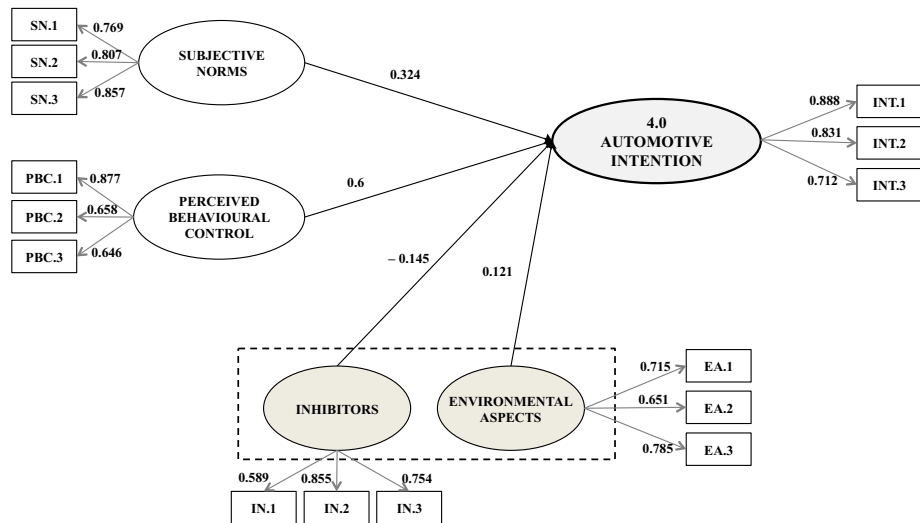 SN.1
0.769
SN.2
0.807
SN.3
0.857
SUBJECTIVE
NORMS
0.324
4.0
AUTOMOTIVE
INTENTION
0.888
INT.1
0.831
INT.2
0.712
INT.3
PBC.1
0.877
PBC.2
0.658
PBC.3
0.646
PERCEIVED
BEHAVIOURAL
CONTROL
0.6
– 0.145
0.121
INHIBITORS
ENVIRONMENTAL
ASPECTS
0.715
EA.1
0.651
EA.2
0.785
EA.3
0.589
0.855
0.754
IN.1
IN.2
IN.3